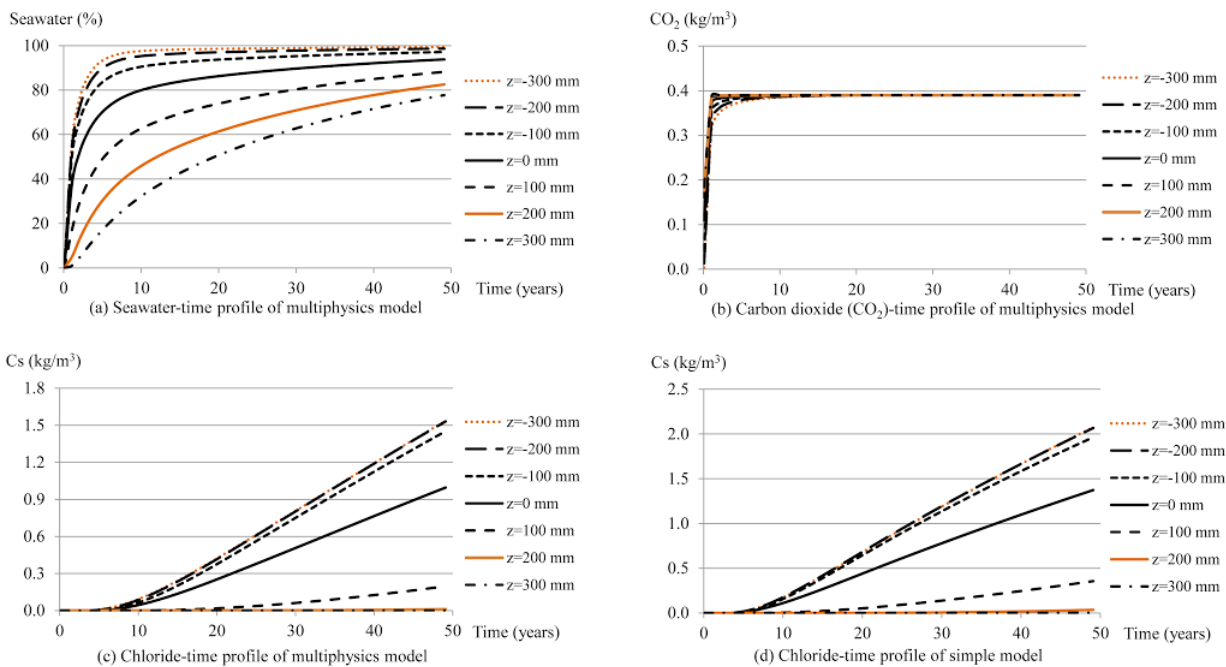 Seawater (%)
100
80
60
40
20
0
0 10 20 30 40 50
Time (years)
z=-300 mm
z=-200 mm
z=-100 mm
z=0 mm
z=100 mm
z=200 mm
z=300 mm
(a) Seawater-time profile of multiphysics model
CO₂ (kg/m³)
0.5
0.4
0.3
0.2
0.1
0.0
0 10 20 30 40 50
Time (years)
z=-300 mm
z=-200 mm
z=-100 mm
z=0 mm
z=100 mm
z=200 mm
z=300 mm
(b) Carbon dioxide (CO₂)-time profile of multiphysics model
Cs (kg/m³)
1.8
1.5
1.2
0.9
0.6
0.3
0.0
0 10 20 30 40 50
Time (years)
z=-300 mm
z=-200 mm
z=-100 mm
z=0 mm
z=100 mm
z=200 mm
z=300 mm
(c) Chloride-time profile of multiphysics model
Cs (kg/m³)
2.5
2.0
1.5
1.0
0.5
0.0
0 10 20 30 40 50
Time (years)
z=-300 mm
z=-200 mm
z=-100 mm
z=0 mm
z=100 mm
z=200 mm
z=300 mm
(d) Chloride-time profile of simple model